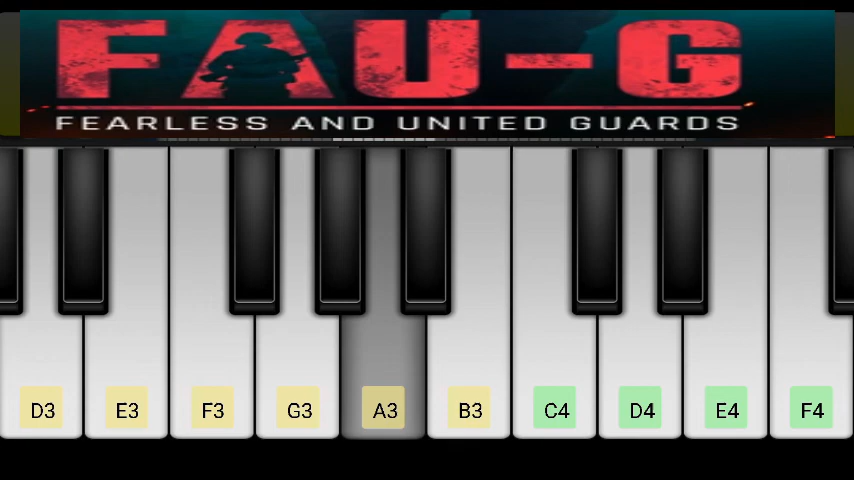 FAU-G
FEARLESS AND UNITED GUARDS
D3 E3 F3 G3 A3 B3 C4 D4 E4 F4